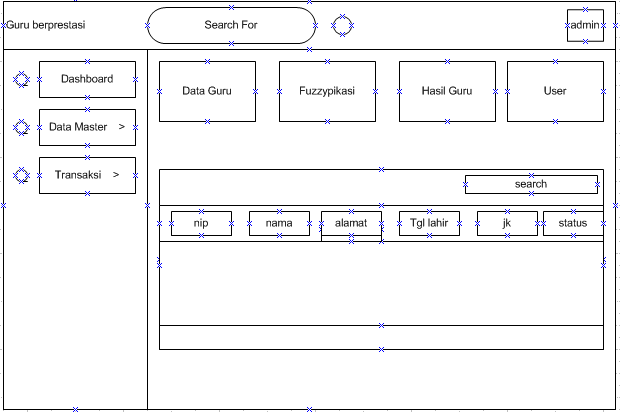 Guru berprestasi
Search For
admin
Dashboard
Data Master >
Transaksi >
Data Guru
Fuzzypikasi
Hasil Guru
User
search
nip
nama
alamat
Tgl lahir
jk
status